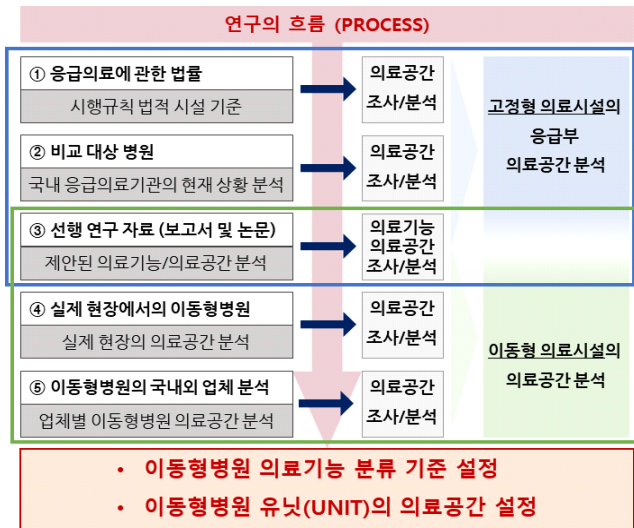 연구의 흐름 (PROCESS)
① 응급의료에 관한 법률
시행규칙 법적 시설 기준
의료공간
조사/분석
② 비교 대상 병원
국내 응급의료기관의 현재 상황 분석
의료공간
조사/분석
고정형 의료시설의
응급부
의료공간 분석
③ 선행 연구 자료 (보고서 및 논문)
제안된 의료기능/의료공간 분석
의료기능
의료공간
조사/분석
④ 실제 현장에서의 이동형병원
실제 현장의 의료공간 분석
의료공간
조사/분석
⑤ 이동형병원의 국내외 업체 분석
업체별 이동형병원 의료공간 분석
의료공간
조사/분석
이동형 의료시설의
의료공간 분석
• 이동형병원 의료기능 분류 기준 설정
• 이동형병원 유닛(UNIT)의 의료공간 설정